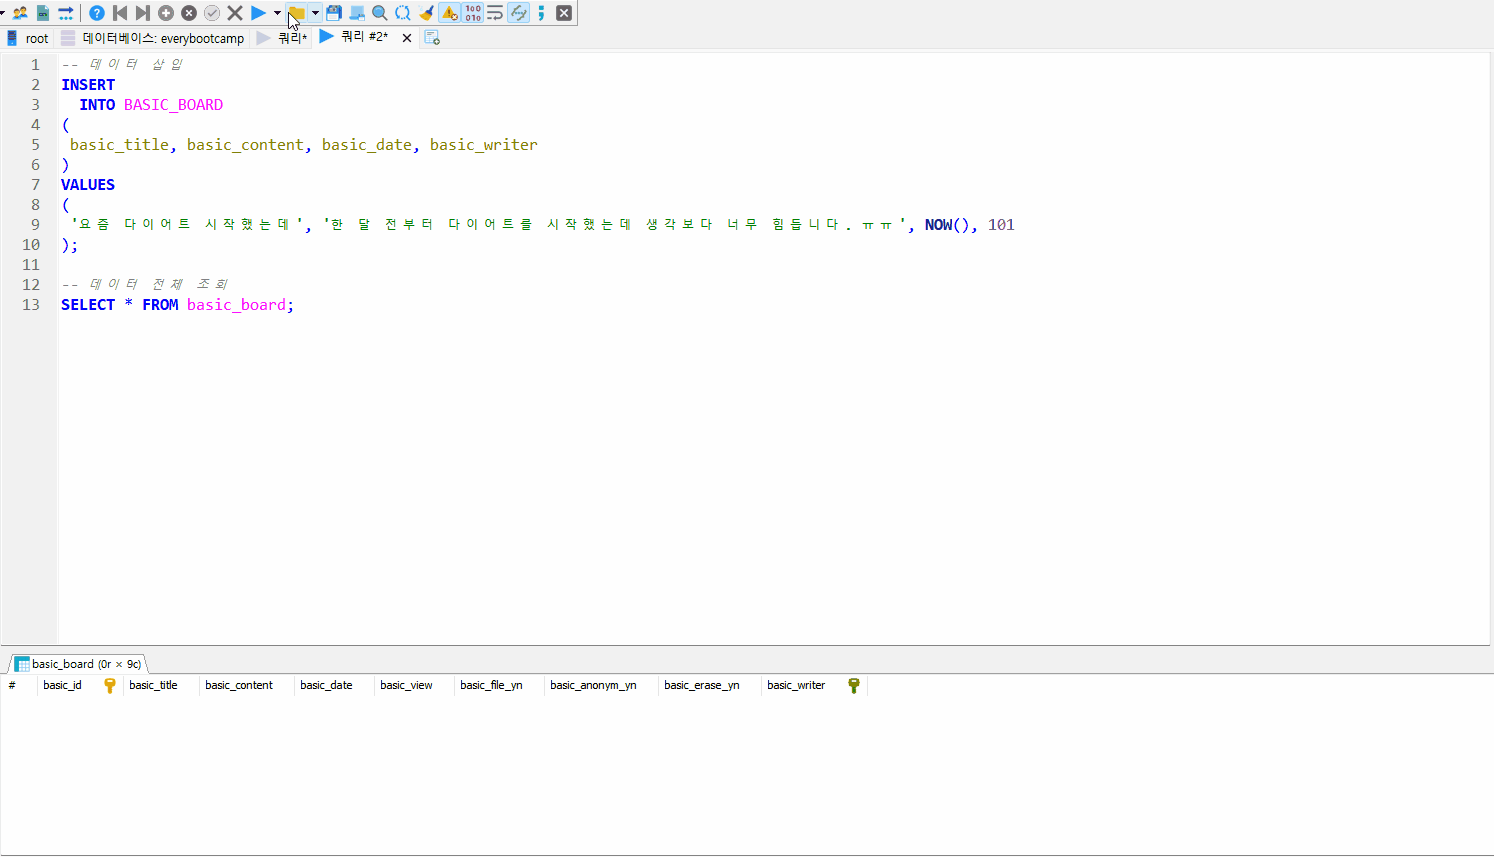 root 데이터베이스: everybootcamp 쿼리* 쿼리 #2*
1 -- 데이터 삽입
2 INSERT
3 INTO BASIC_BOARD
4 (
5 basic_title, basic_content, basic_date, basic_writer
6 )
7 VALUES
8 (
9 '요즘 다이어트 시작했는데', '한 달 전부터 다이어트를 시작했는데 생각보다 너무 힘듭니다.ㅠㅠ', NOW(), 101
10 );
11
12 -- 데이터 전체 조회
13 SELECT * FROM basic_board;
basic_board (0r × 9c)
# basic_id basic_title basic_content basic_date basic_view basic_file_yn basic_anonym_yn basic_erase_yn basic_writer